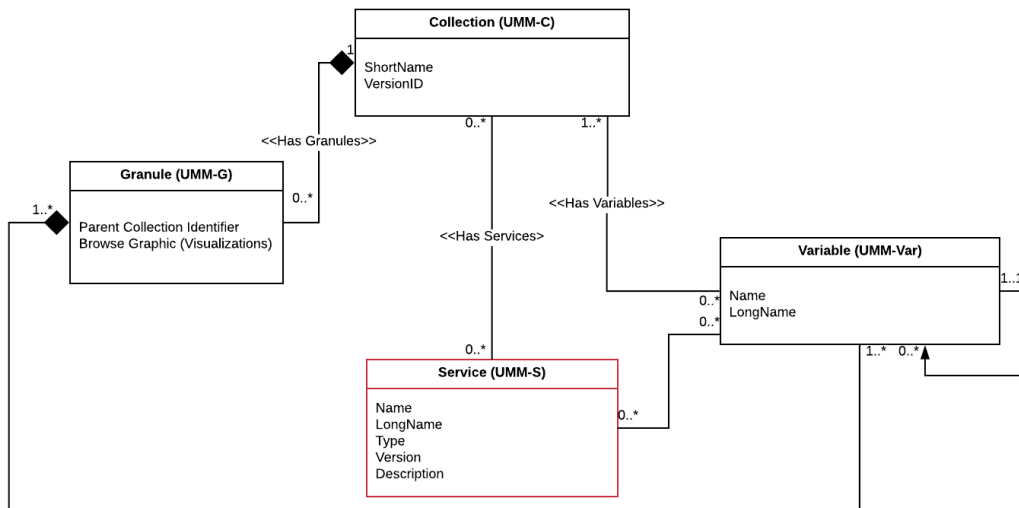 Collection (UMM-C)
1
ShortName
VersionID
0..*
1..*
<<Has Granules>>
Granule (UMM-G)
0..*
1..*
Parent Collection Identifier
Browse Graphic (Visualizations)
<<Has Variables>>
<<Has Services>
Variable (UMM-Var)
1..1
Name
LongName
0..*
0..*
0..*
1..*
0..*
Service (UMM-S)
Name
LongName
Type
Version
Description
0..*